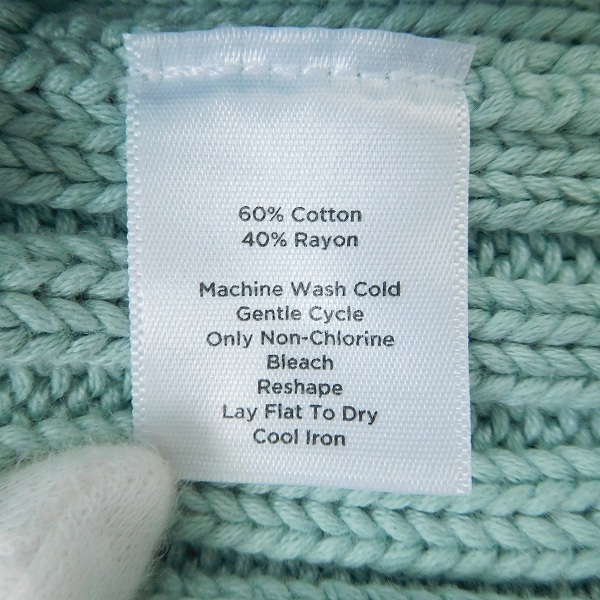 60% Cotton
40% Rayon
Machine Wash Cold
Gentle Cycle
Only Non-Chlorine
Bleach
Reshape
Lay Flat To Dry
Cool Iron